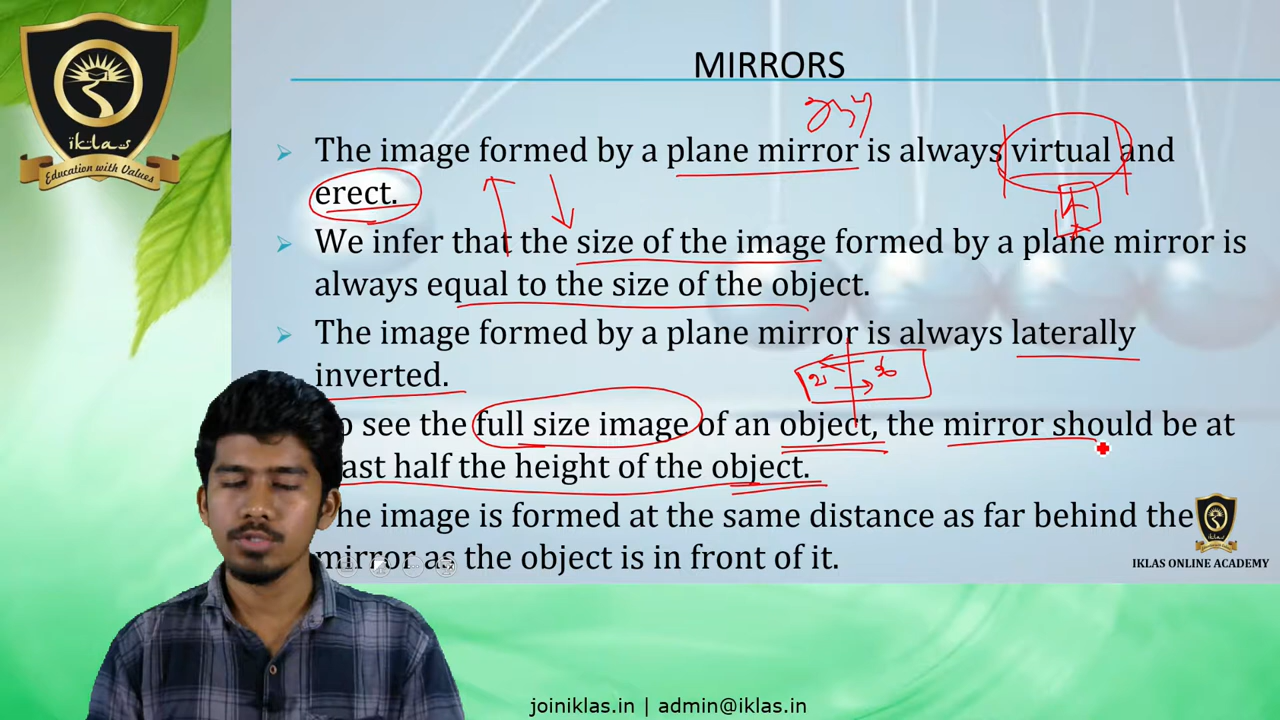 iklas
Education with Values
MIRRORS
The image formed by a plane mirror is always virtual and
erect.
We infer that the size of the image formed by a plane mirror is
always equal to the size of the object.
The image formed by a plane mirror is always laterally
inverted.
see the full size image of an object, the mirror should be at
half the height of the object.
The image is formed at the same distance as far behind the
mirror as the object is in front of it.
IKLAS ONLINE ACADEMY
joiniklas.in | admin@iklas.in